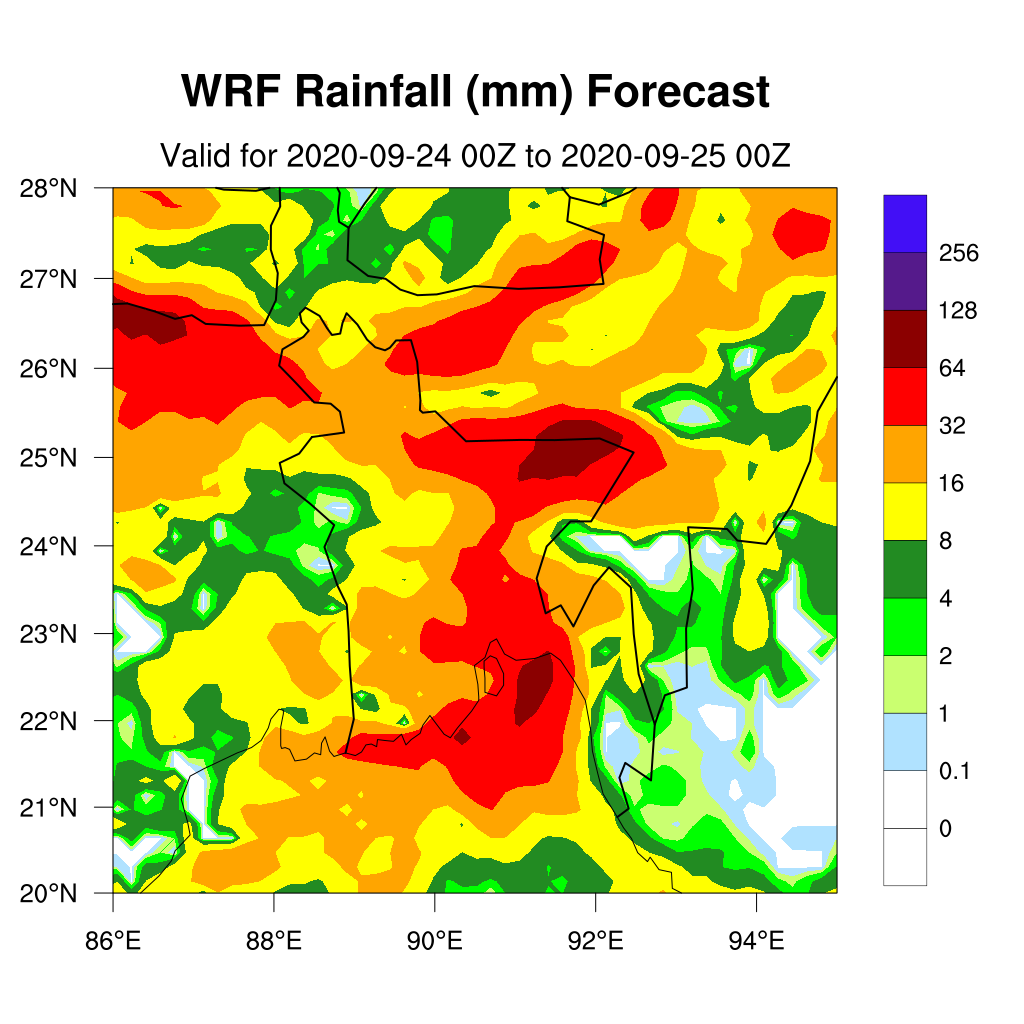 WRF Rainfall (mm) Forecast
Valid for 2020-09-24 00Z to 2020-09-25 00Z
28°N
27°N
26°N
25°N
24°N
23°N
22°N
21°N
20°N
86°E 88°E 90°E 92°E 94°E
256
128
64
32
16
8
4
2
1
0.1
0